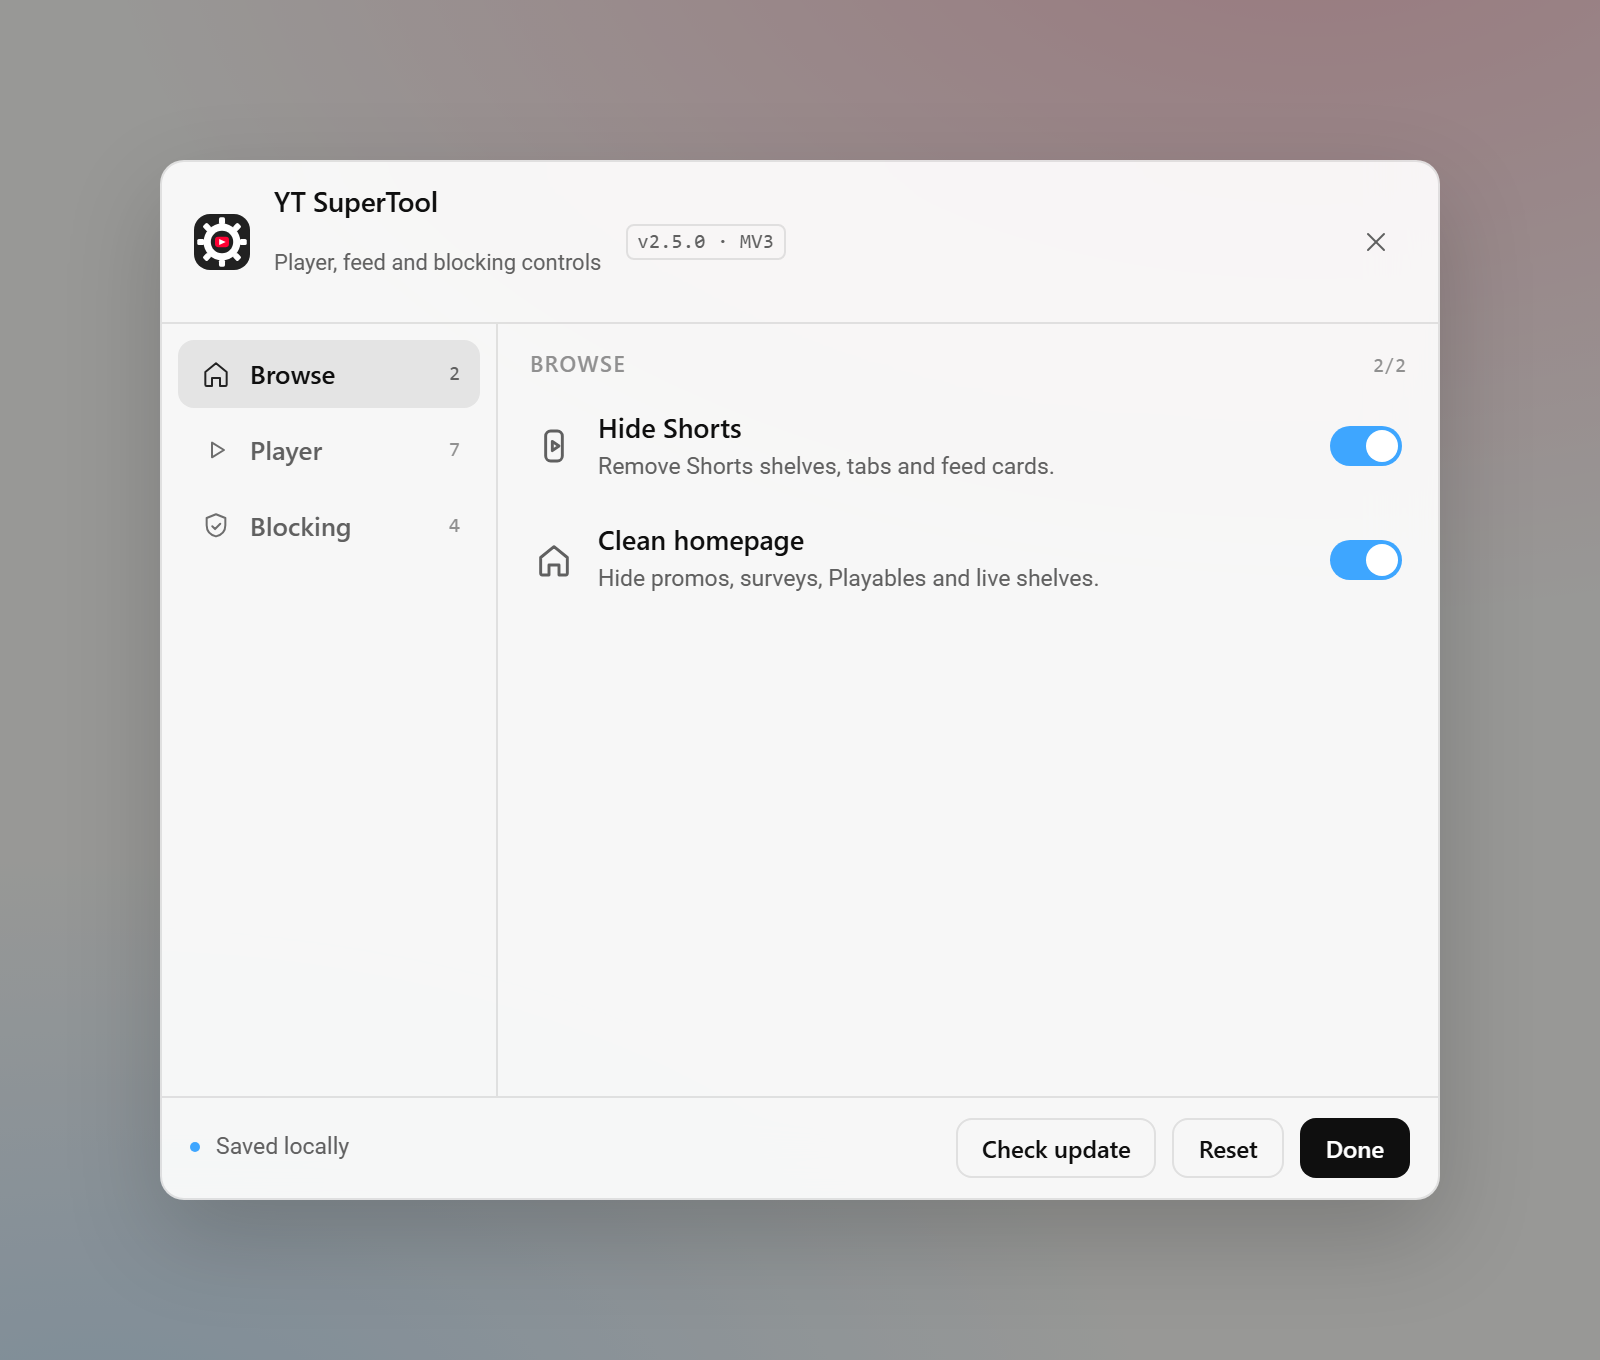 YT SuperTool
Player, feed and blocking controls
v2.5.0 · MV3
Browse 2
Player 7
Blocking 4
BROWSE 2/2
Hide Shorts
Remove Shorts shelves, tabs and feed cards.
Clean homepage
Hide promos, surveys, Playables and live shelves.
Saved locally
Check update
Reset
Done